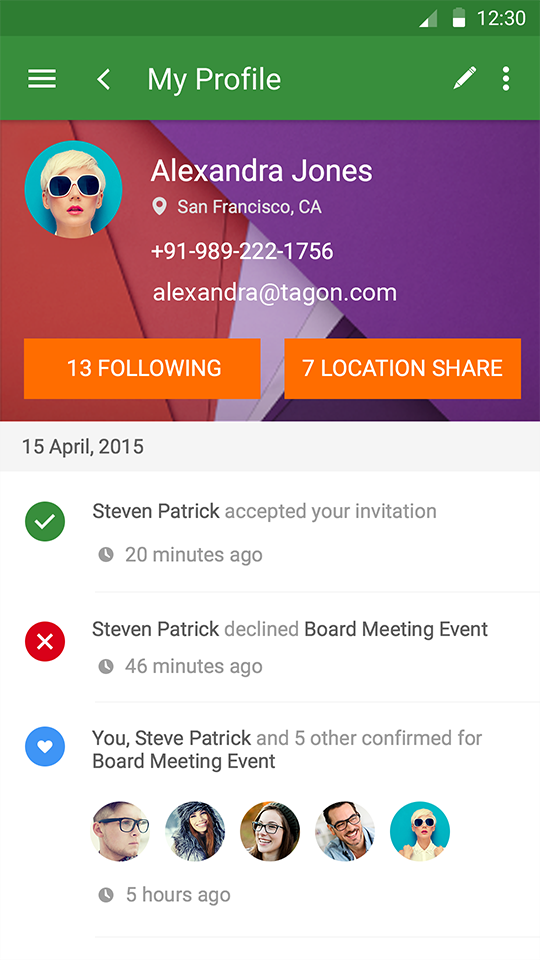 12:30
My Profile
Alexandra Jones
San Francisco, CA
+91-989-222-1756
alexandra@tagon.com
13 FOLLOWING
7 LOCATION SHARE
15 April, 2015
Steven Patrick accepted your invitation
20 minutes ago
Steven Patrick declined Board Meeting Event
46 minutes ago
You, Steve Patrick and 5 other confirmed for
Board Meeting Event
5 hours ago